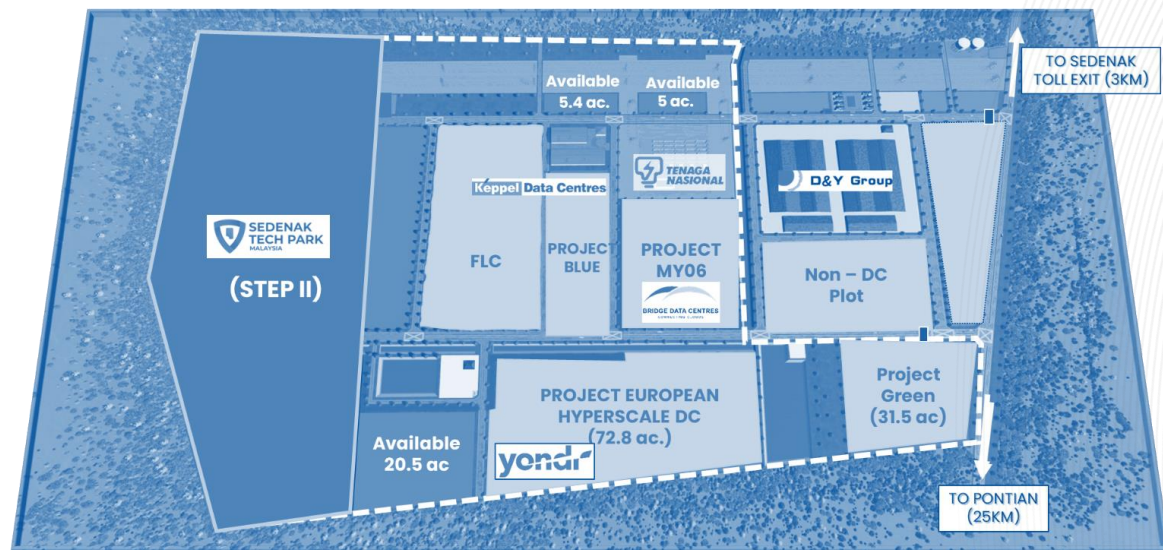 TO SEDENAK
TOLL EXIT (3KM)
Available
5.4 ac.
Available
5 ac.
TENAGA
NASIONAL
D&Y Group
Keppel Data Centres
SEDENAK
TECH PARK
MALAYSIA
(STEP II)
FLC
PROJECT
BLUE
PROJECT
MY06
BRIDGE DATA CENTRES
Non – DC
Plot
PROJECT EUROPEAN
HYPERSCALE DC
(72.8 ac.)
yondr
Project
Green
(31.5 ac)
Available
20.5 ac
TO PONTIAN
(25KM)